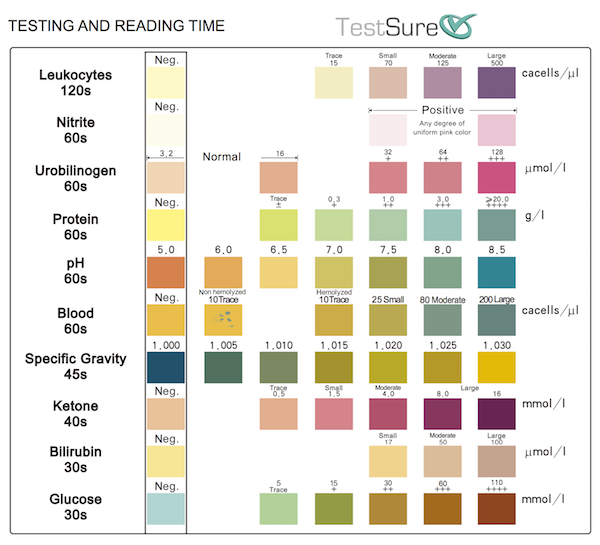 TESTING AND READING TIME TestSure
Neg. Trace Small Moderate Large
Leukocytes 15 70 125 500 cacells/μl
120s
Neg. Positive
Nitrite Any degree of
60s uniform pink color
3.2 Normal 16 32 64 128
+ ++ +++
Urobilinogen μmol/l
60s
Neg. Trace 0.3 1.0 3.0 ⩾20.0
± + ++ +++ ++++
Protein g/l
60s
5.0 6.0 6.5 7.0 7.5 8.0 8.5
pH
60s
Non hemolyzed Hemolyzed
Neg. 10Trace 10Trace 25 Small 80 Moderate 200 Large
Blood cacells/μl
60s
1.000 1.005 1.010 1.015 1.020 1.025 1.030
Specific Gravity
45s
Neg. Trace Small Moderate Large
0.5 1.5 4.0 8.0 16
Ketone mmol/l
40s
Neg. Small Moderate Large
17 50 100
Bilirubin μmol/l
30s
Neg. 5 15 30 60 110
Trace + ++ +++ ++++
Glucose mmol/l
30s